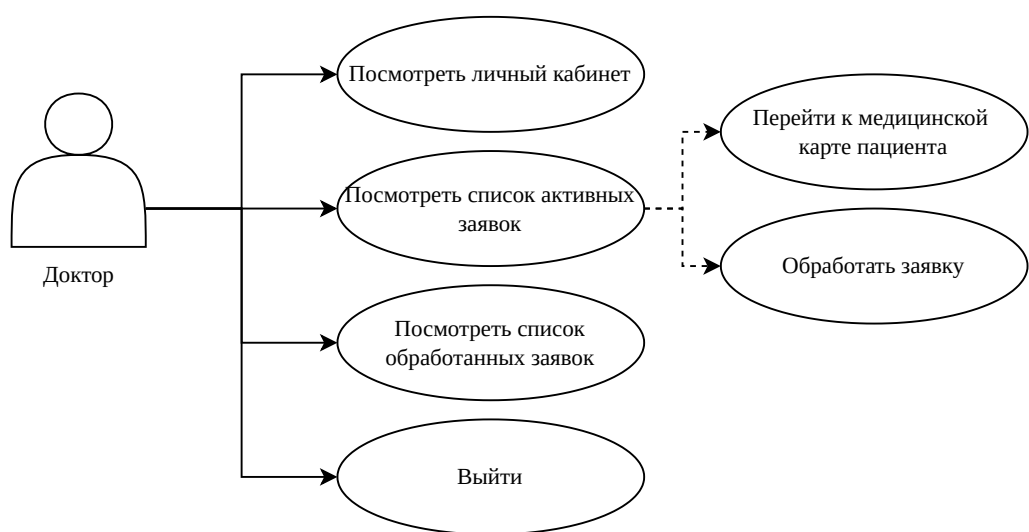 Посмотреть личный кабинет
Перейти к медицинской
карте пациента
Посмотреть список активных
заявок
Обработать заявку
Доктор
Посмотреть список
обработанных заявок
Выйти